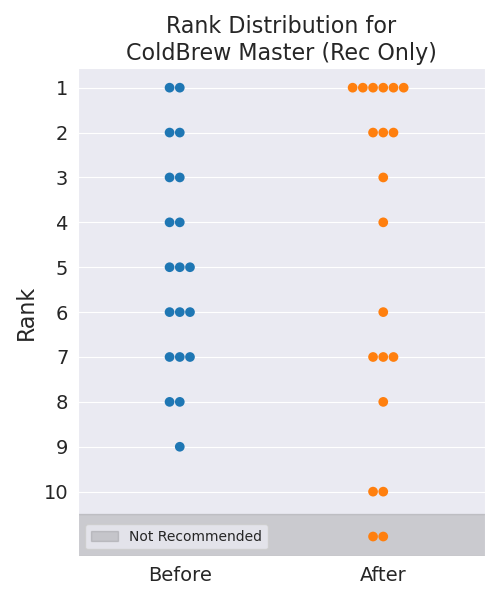 Rank Distribution for
ColdBrew Master (Rec Only)
Rank
1
2
3
4
5
6
7
8
9
10
Not Recommended
Before After